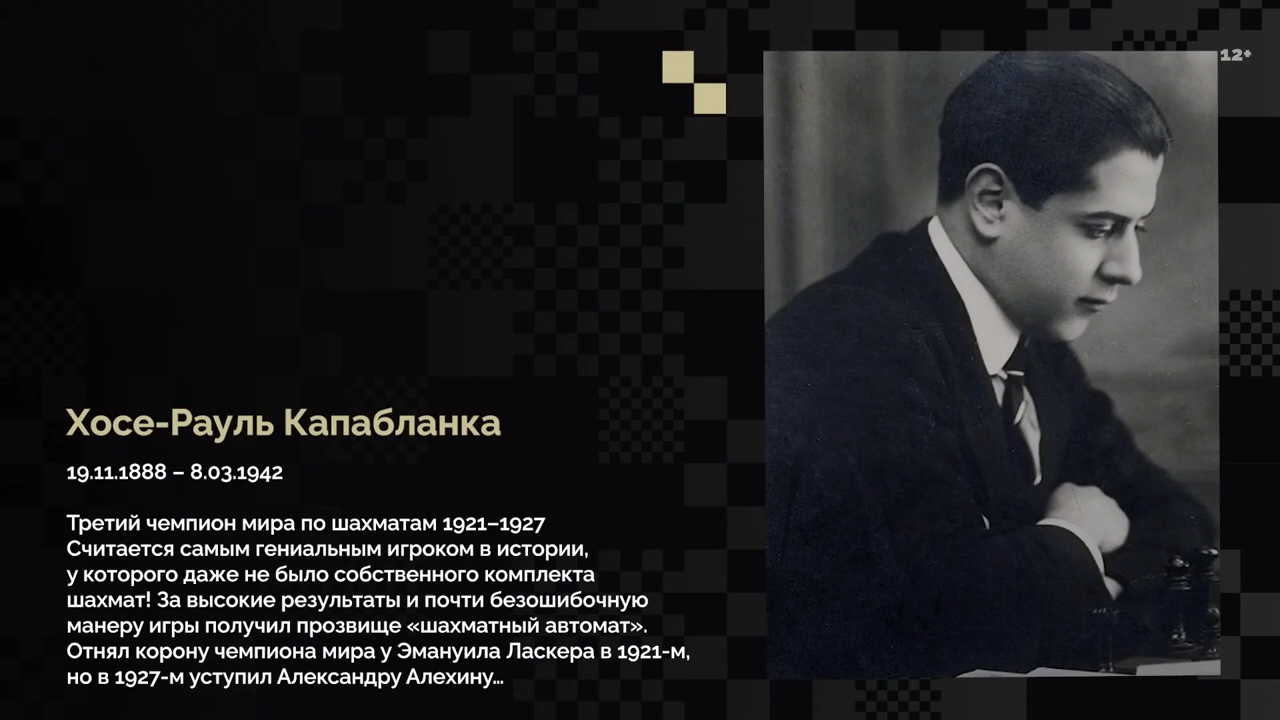 12+
Хосе-Рауль Капабланка
19.11.1888 – 8.03.1942
Третий чемпион мира по шахматам 1921–1927
Считается самым гениальным игроком в истории,
у которого даже не было собственного комплекта
шахмат! За высокие результаты и почти безошибочную
манеру игры получил прозвище «шахматный автомат».
Отнял корону чемпиона мира у Эмануила Ласкера в 1921-м,
но в 1927-м уступил Александру Алехину...